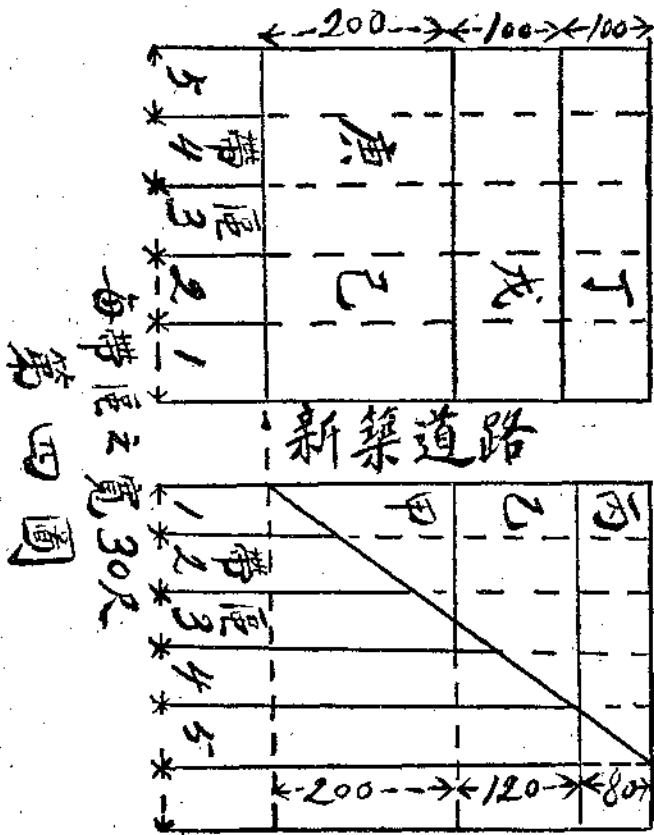 200 100 100
5 帶 4 區 3 2 1
庚 己 戊 丁
新築道路
甲 乙 丙
1 帶 2 區 3 4 5
200 120 80
每帶區之寬30尺
第四圖